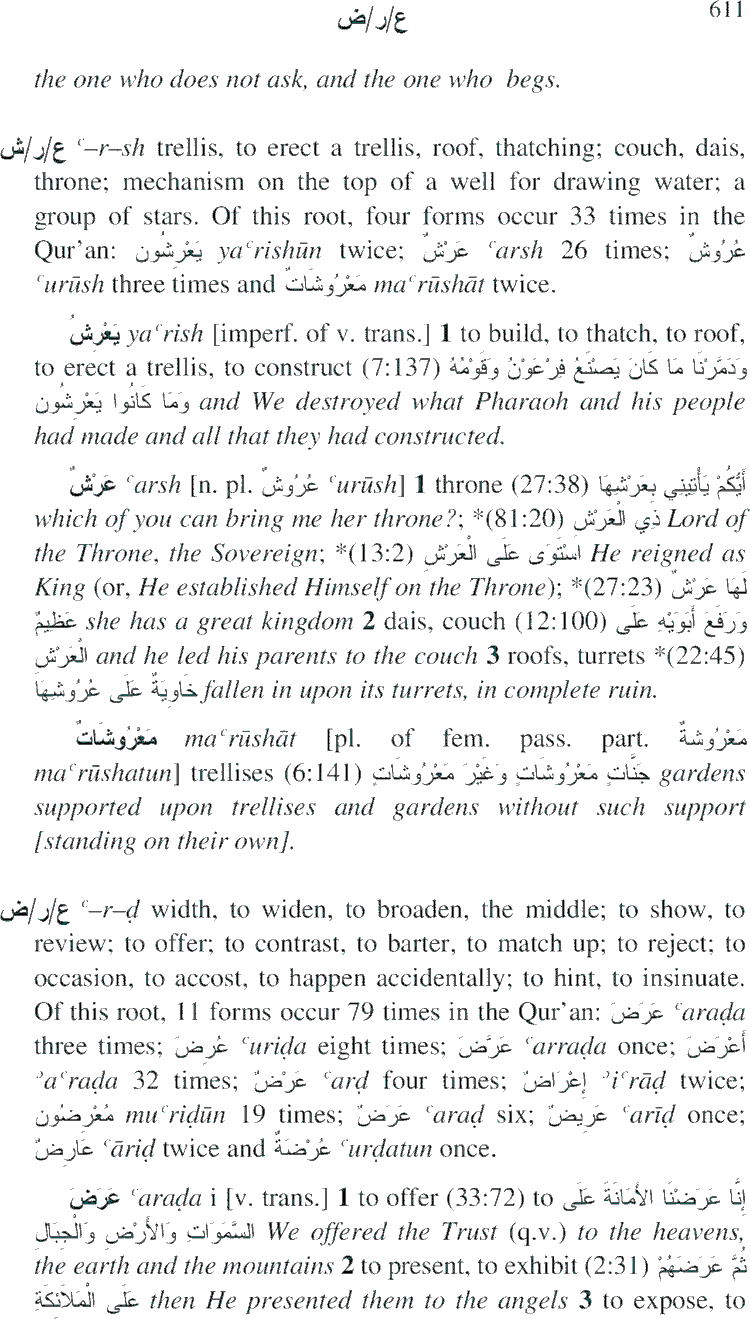 ع/ر/ض 611
the one who does not ask, and the one who begs.
ع/ر/ش ʿ–r–sh trellis, to erect a trellis, roof, thatching; couch, dais,
throne; mechanism on the top of a well for drawing water; a
group of stars. Of this root, four forms occur 33 times in the
Qur'an: يَعْرِشُون yaʿrishūn twice; عَرْشٌ ʿarsh 26 times; عُرُوشٌ
ʿurūsh three times and مَعْرُوشَاتٌ maʿrūshāt twice.
يَعْرِشُ yaʿrish [imperf. of v. trans.] 1 to build, to thatch, to roof,
to erect a trellis, to construct (7:137) وَدَمَّرْنَا مَا كَانَ يَصْنَعُ فِرْعَوْنُ وَقَوْمُهُ
وَمَا كَانُوا يَعْرِشُون and We destroyed what Pharaoh and his people
had made and all that they had constructed.
عَرْشٌ ʿarsh [n. pl. عُرُوشٌ ʿurūsh] 1 throne (27:38) أَيُّكُمْ يَأْتِينِي بِعَرْشِهَا
which of you can bring me her throne?; *(81:20) ذِي الْعَرْشِ Lord of
the Throne, the Sovereign; *(13:2) اسْتَوَى عَلَى الْعَرْشِ He reigned as
King (or, He established Himself on the Throne); *(27:23) لَهَا عَرْشٌ
عَظِيمٌ she has a great kingdom 2 dais, couch (12:100) وَرَفَعَ أَبَوَيْهِ عَلَى
الْعَرْشِ and he led his parents to the couch 3 roofs, turrets *(22:45)
خَاوِيَةٌ عَلَى عُرُوشِهَا fallen in upon its turrets, in complete ruin.
مَعْرُوشَاتٌ maʿrūshāt [pl. of fem. pass. part. مَعْرُوشةٌ
maʿrūshatun] trellises (6:141) جَنَّاتٍ مَعْرُوشَاتٍ وَغَيْرَ مَعْرُوشَاتٍ gardens
supported upon trellises and gardens without such support
[standing on their own].
ع/ر/ض ʿ–r–ḍ width, to widen, to broaden, the middle; to show, to
review; to offer; to contrast, to barter, to match up; to reject; to
occasion, to accost, to happen accidentally; to hint, to insinuate.
Of this root, 11 forms occur 79 times in the Qur'an: عَرَضَ ʿaraḍa
three times; عُرِضَ ʿuriḍa eight times; عَرَّضَ ʿarraḍa once; أَعْرَضَ
ʾaʿraḍa 32 times; عَرْضٌ ʿarḍ four times; إِعْرَاضٌ ʾiʿrāḍ twice;
مُعْرِضُون muʿriḍūn 19 times; عَرَضٌ ʿaraḍ six; عَرِيضٌ ʿarīḍ once;
عَارِضٌ ʿāriḍ twice and عُرْضَةٌ ʿurḍatun once.
عَرَضَ ʿaraḍa i [v. trans.] 1 to offer (33:72) to إِنَّا عَرَضْنَا الأَمَانَةَ عَلَى
السَّمَوَاتِ وَالأَرْضِ وَالْجِبَالِ We offered the Trust (q.v.) to the heavens,
the earth and the mountains 2 to present, to exhibit (2:31) ثُمَّ عَرَضَهُمْ
عَلَى الْمَلاَئِكَةِ then He presented them to the angels 3 to expose, to